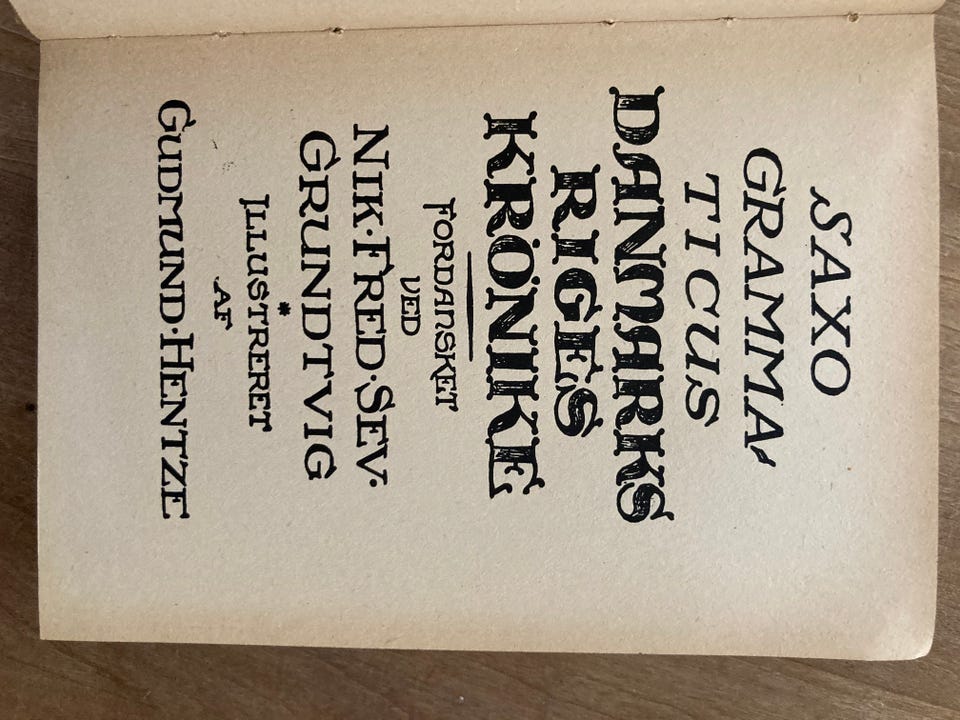 SAXO
GRAMMA-
TICUS
DANMARKS
RIGES
KRÖNIKE
FORDANSKET
VED
NIK·FRED·SEV·
GRUNDTVIG
*
ILLUSTRERET
AF
GUDMUND·HENTZE